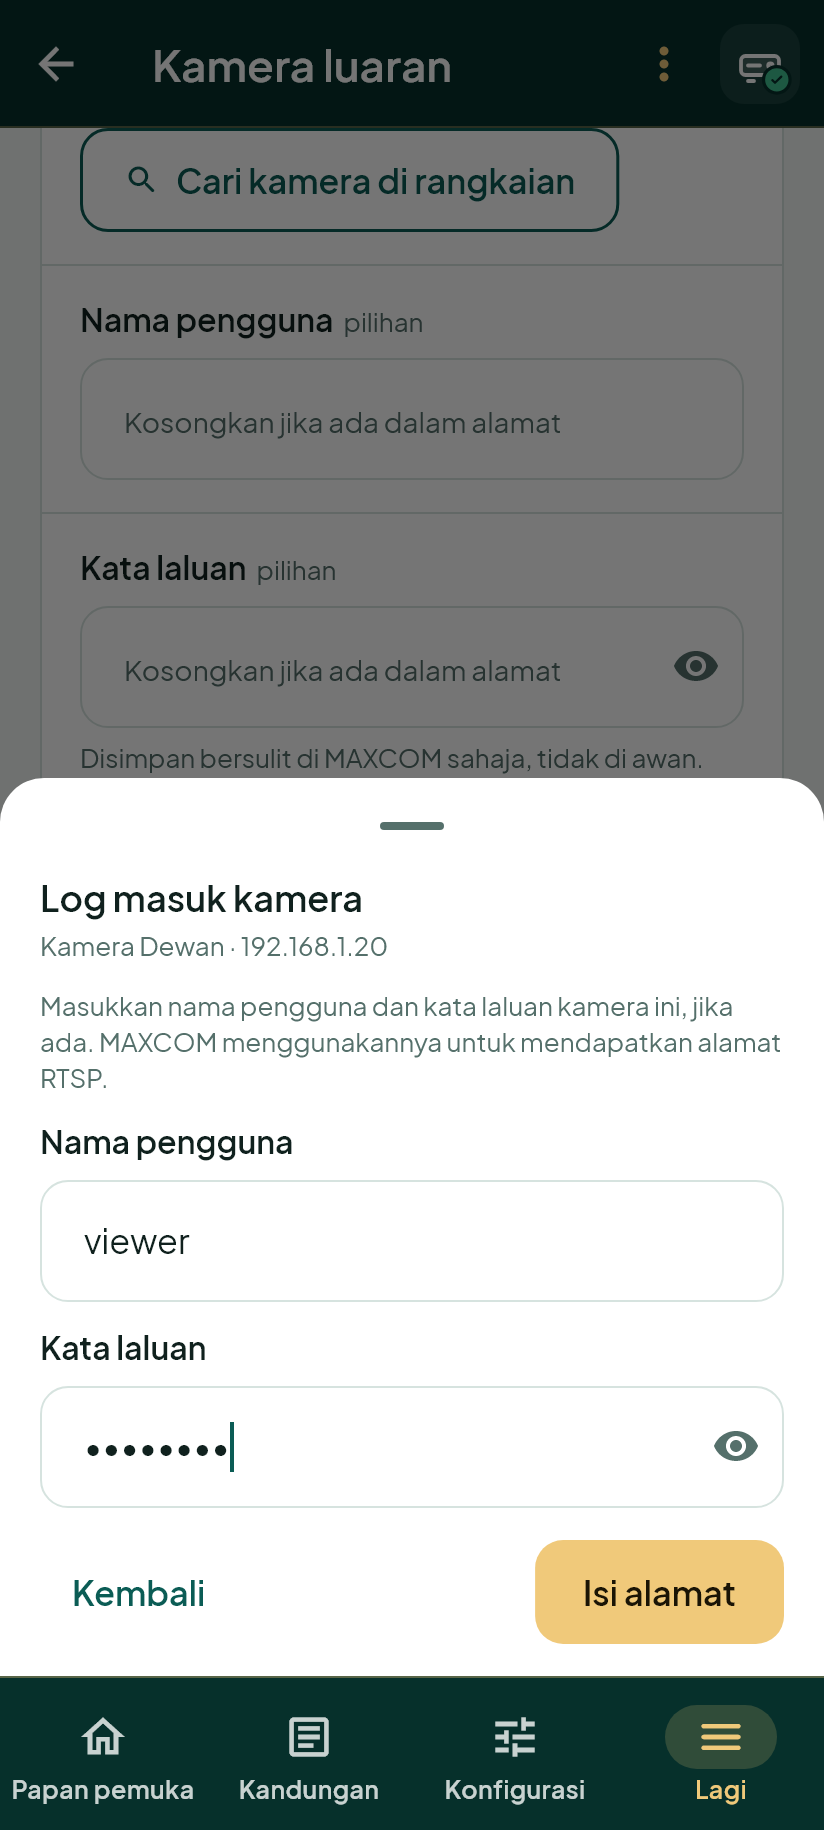 Kamera luaran
Cari kamera di rangkaian
Nama pengguna pilihan
Kosongkan jika ada dalam alamat
Kata laluan pilihan
Kosongkan jika ada dalam alamat
Disimpan bersulit di MAXCOM sahaja, tidak di awan.
Log masuk kamera
Kamera Dewan · 192.168.1.20
Masukkan nama pengguna dan kata laluan kamera ini, jika
ada. MAXCOM menggunakannya untuk mendapatkan alamat
RTSP.
Nama pengguna
viewer
Kata laluan
••••••••
Kembali
Isi alamat
Papan pemuka
Kandungan
Konfigurasi
Lagi